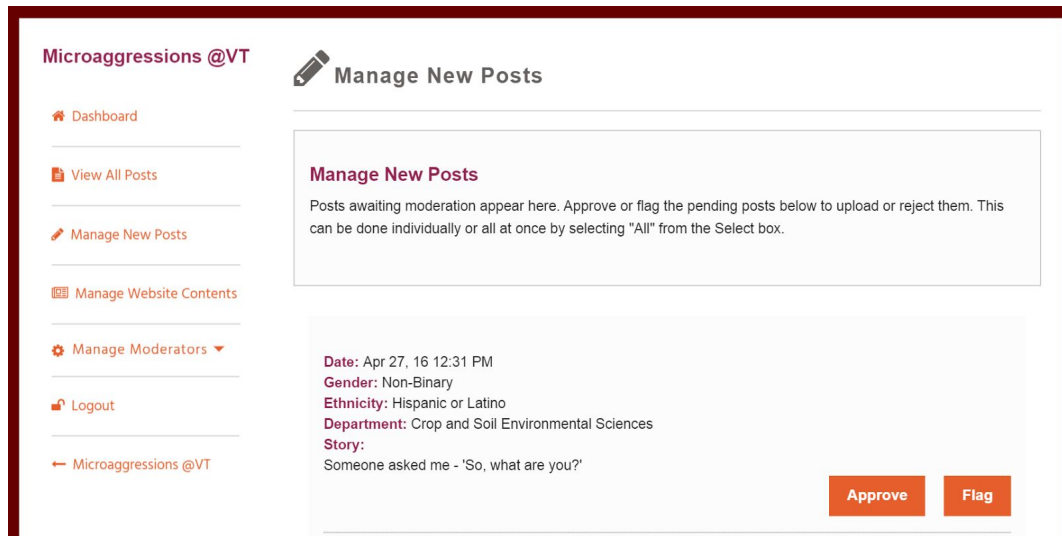 Microaggressions @VT
Dashboard
View All Posts
Manage New Posts
Manage Website Contents
Manage Moderators
Logout
Microaggressions @VT
Manage New Posts
Manage New Posts
Posts awaiting moderation appear here. Approve or flag the pending posts below to upload or reject them. This
can be done individually or all at once by selecting "All" from the Select box.
Date: Apr 27, 16 12:31 PM
Gender: Non-Binary
Ethnicity: Hispanic or Latino
Department: Crop and Soil Environmental Sciences
Story:
Someone asked me - 'So, what are you?'
Approve Flag